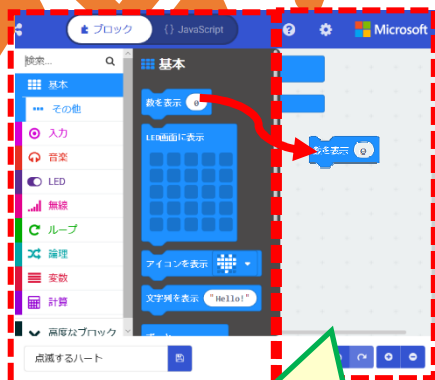 ブロック
{} JavaScript
Microsoft
検索...
基本
基本
その他
入力
音楽
LED
無線
ループ
論理
変数
計算
高度なブロック
数を表示 0
LED画面に表示
アイコンを表示
文字列を表示 "Hello!"
数を表示 0
点滅するハート